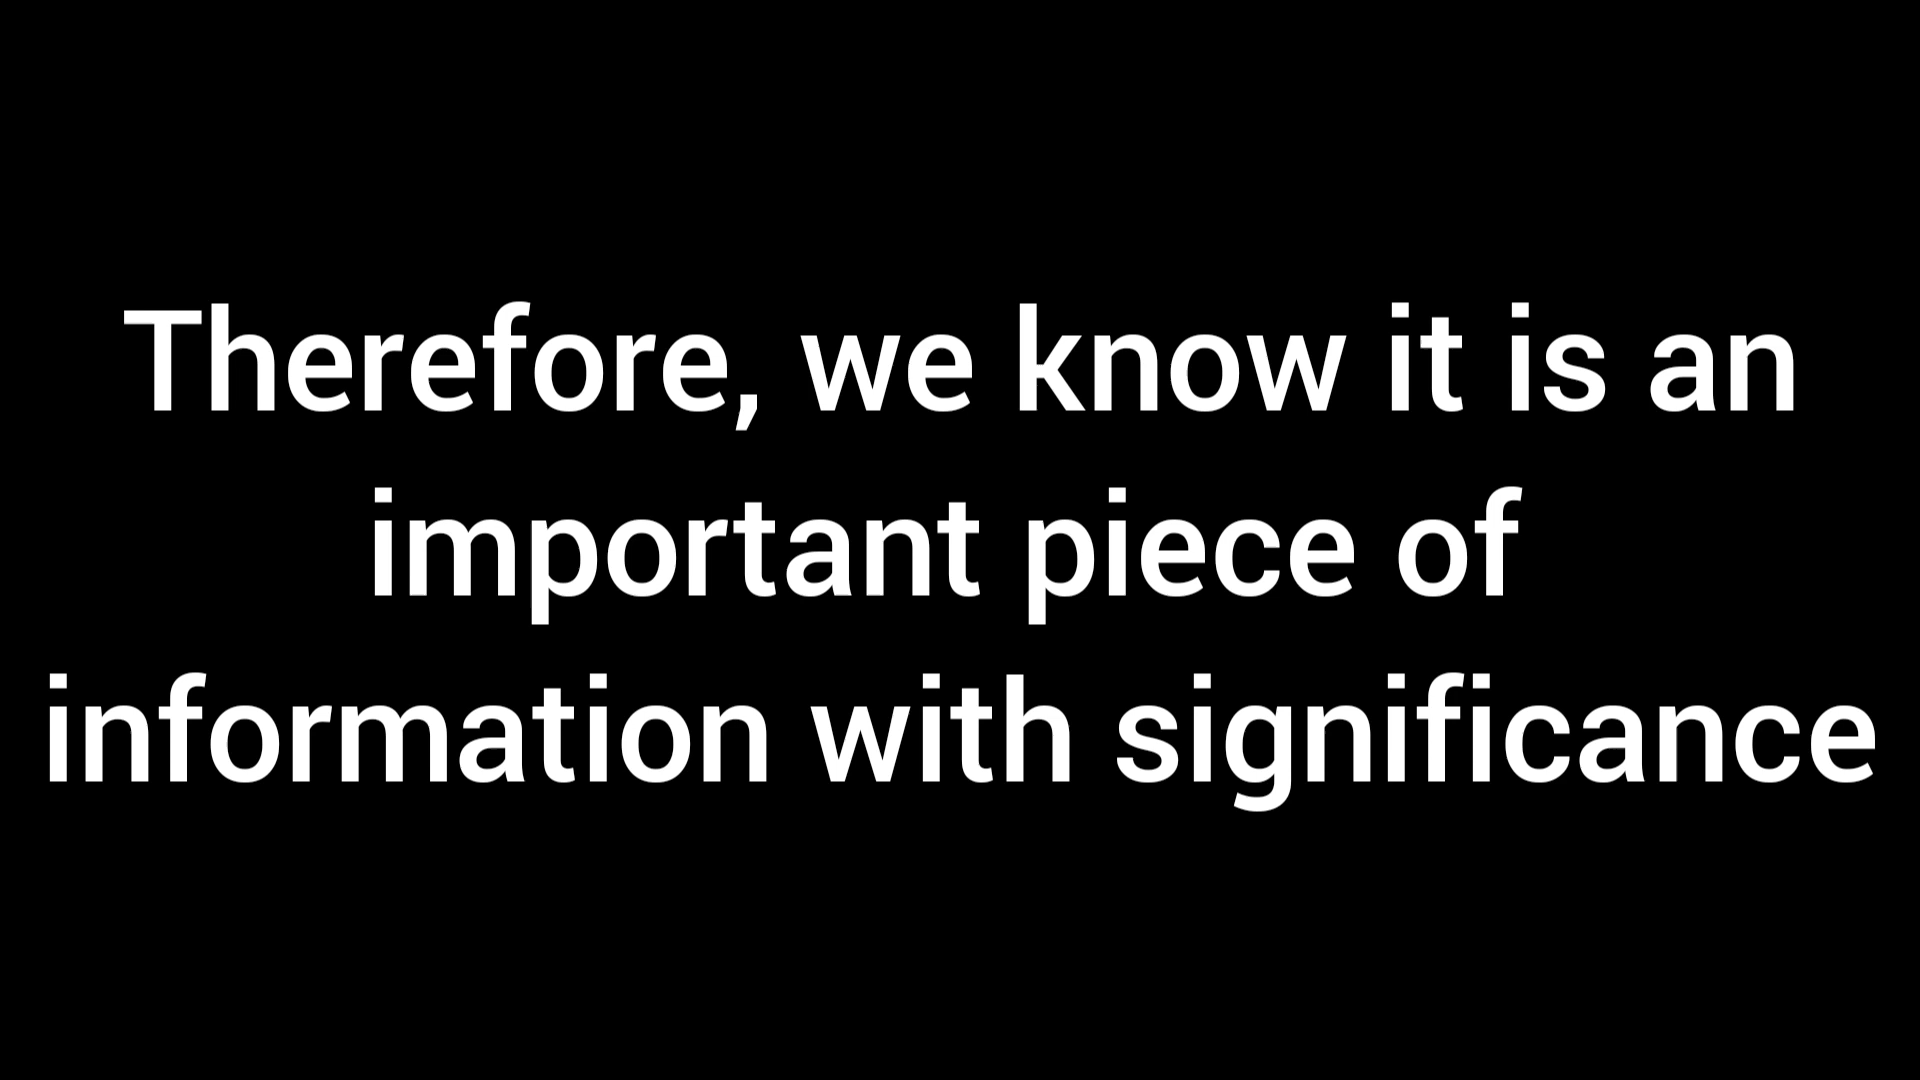 Therefore, we know it is an
important piece of
information with significance